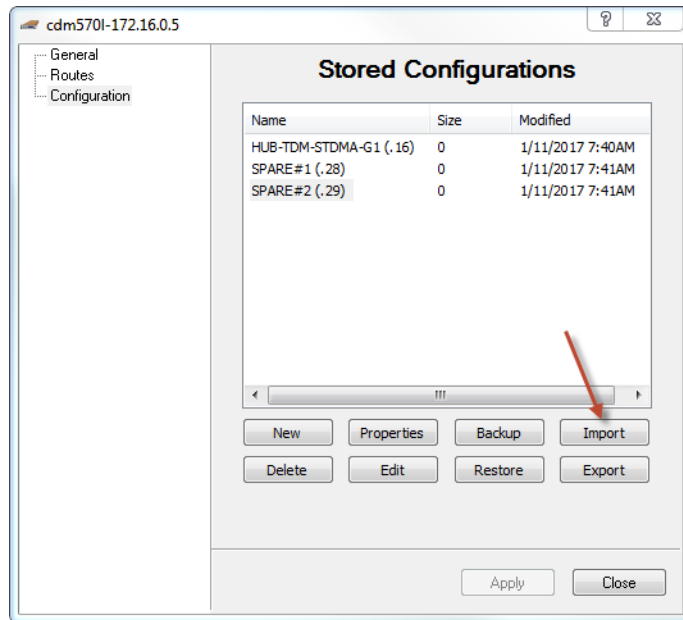 cdm570l-172.16.0.5
General
Routes
Configuration
Stored Configurations
Name Size Modified
HUB-TDM-STDMA-G1 (.16) 0 1/11/2017 7:40AM
SPARE#1 (.28) 0 1/11/2017 7:41AM
SPARE#2 (.29) 0 1/11/2017 7:41AM
New Properties Backup Import
Delete Edit Restore Export
Apply Close